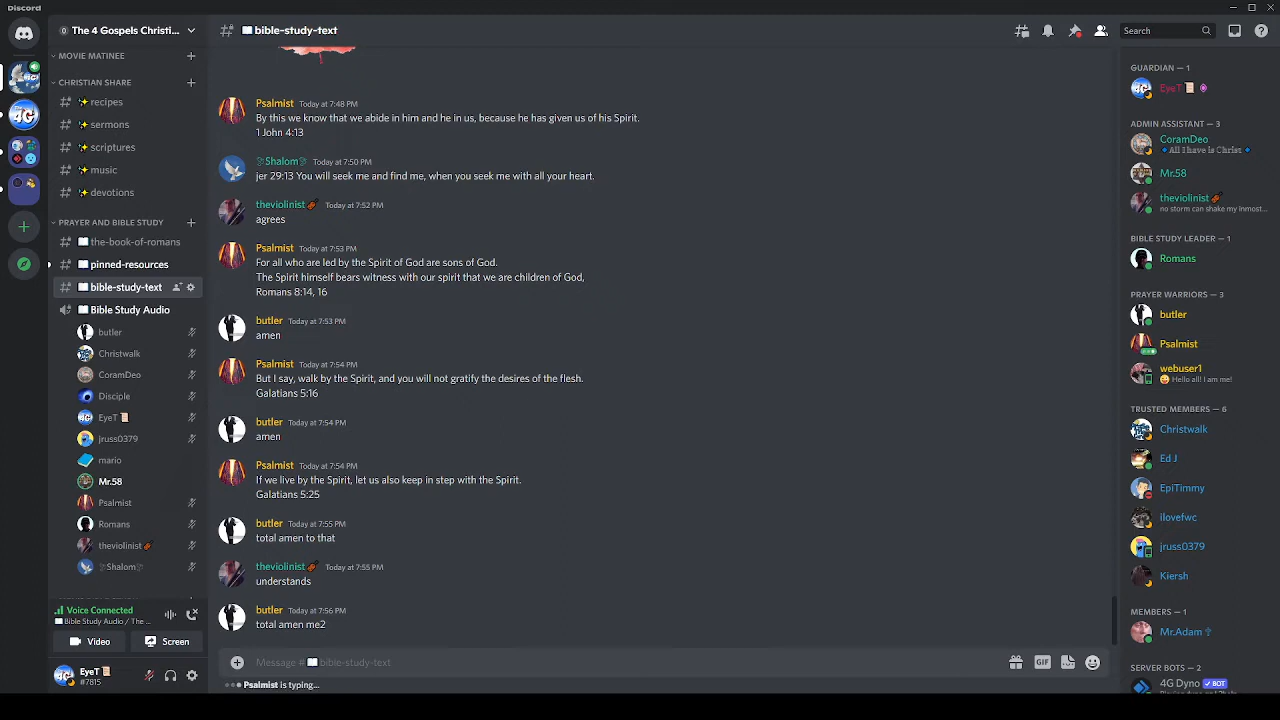 Discord
The 4 Gospels Christi...
MOVIE MATINEE
CHRISTIAN SHARE
recipes
sermons
scriptures
music
devotions
PRAYER AND BIBLE STUDY
the-book-of-romans
pinned-resources
bible-study-text
Bible Study Audio
butler
Christwalk
CoramDeo
Disciple
EyeT
jruss0379
mario
Mr.58
Psalmist
Romans
theviolinist
Shalom
Voice Connected
Bible Study Audio / The ...
Video
Screen
EyeT
#7815
bible-study-text
Search
Psalmist Today at 7:48 PM
By this we know that we abide in him and he in us, because he has given us of his Spirit.
1 John 4:13
Shalom Today at 7:50 PM
jer 29:13 You will seek me and find me, when you seek me with all your heart.
theviolinist Today at 7:52 PM
agrees
Psalmist Today at 7:53 PM
For all who are led by the Spirit of God are sons of God.
The Spirit himself bears witness with our spirit that we are children of God,
Romans 8:14, 16
butler Today at 7:53 PM
amen
Psalmist Today at 7:54 PM
But I say, walk by the Spirit, and you will not gratify the desires of the flesh.
Galatians 5:16
butler Today at 7:54 PM
amen
Psalmist Today at 7:54 PM
If we live by the Spirit, let us also keep in step with the Spirit.
Galatians 5:25
butler Today at 7:55 PM
total amen to that
theviolinist Today at 7:55 PM
understands
butler Today at 7:56 PM
total amen me2
Message # bible-study-text
GIF
Psalmist is typing...
GUARDIAN — 1
EyeT
ADMIN ASSISTANT — 3
CoramDeo
All I have is Christ
Mr.58
theviolinist
no storm can shake my inmost...
BIBLE STUDY LEADER — 1
Romans
PRAYER WARRIORS — 3
butler
Psalmist
webuser1
Hello all! I am me!
TRUSTED MEMBERS — 6
Christwalk
Ed J
EpiTimmy
ilovefwc
jruss0379
Kiersh
MEMBERS — 1
Mr.Adam
SERVER BOTS — 2
4G Dyno BOT